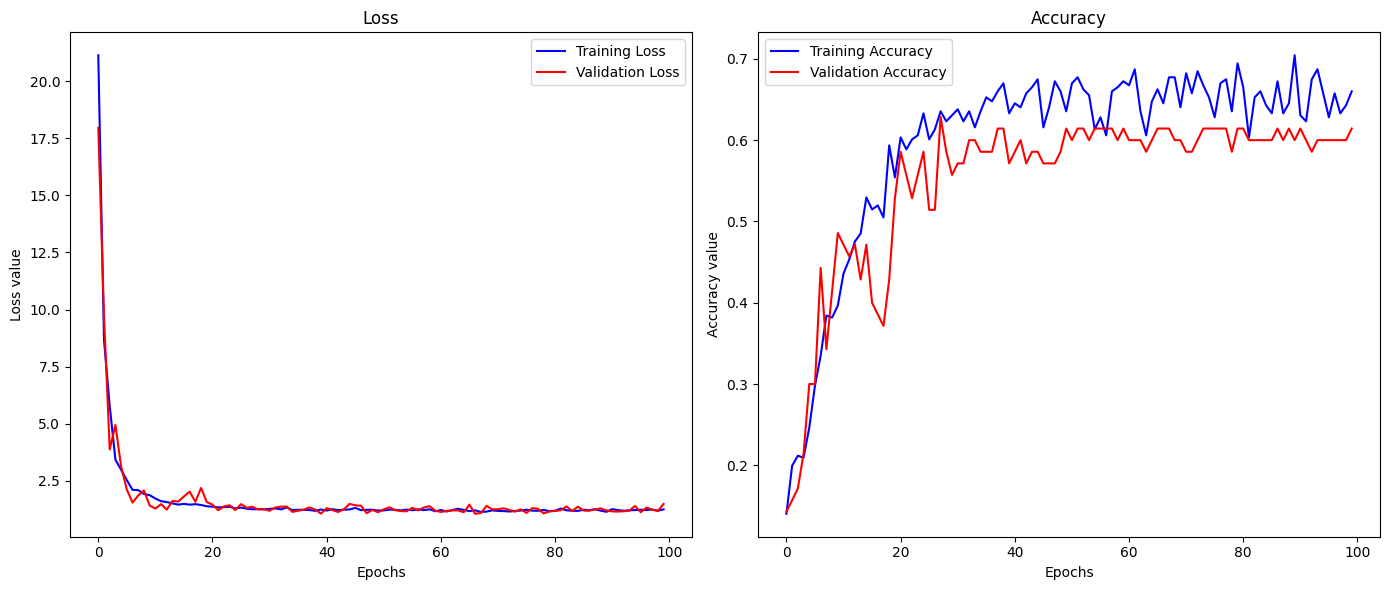 Loss
Training Loss
Validation Loss
20.0
17.5
15.0
12.5
10.0
7.5
5.0
2.5
Loss value
0
20
40
60
80
100
Epochs
Accuracy
Training Accuracy
Validation Accuracy
0.7
0.6
0.5
0.4
0.3
0.2
Accuracy value
0
20
40
60
80
100
Epochs